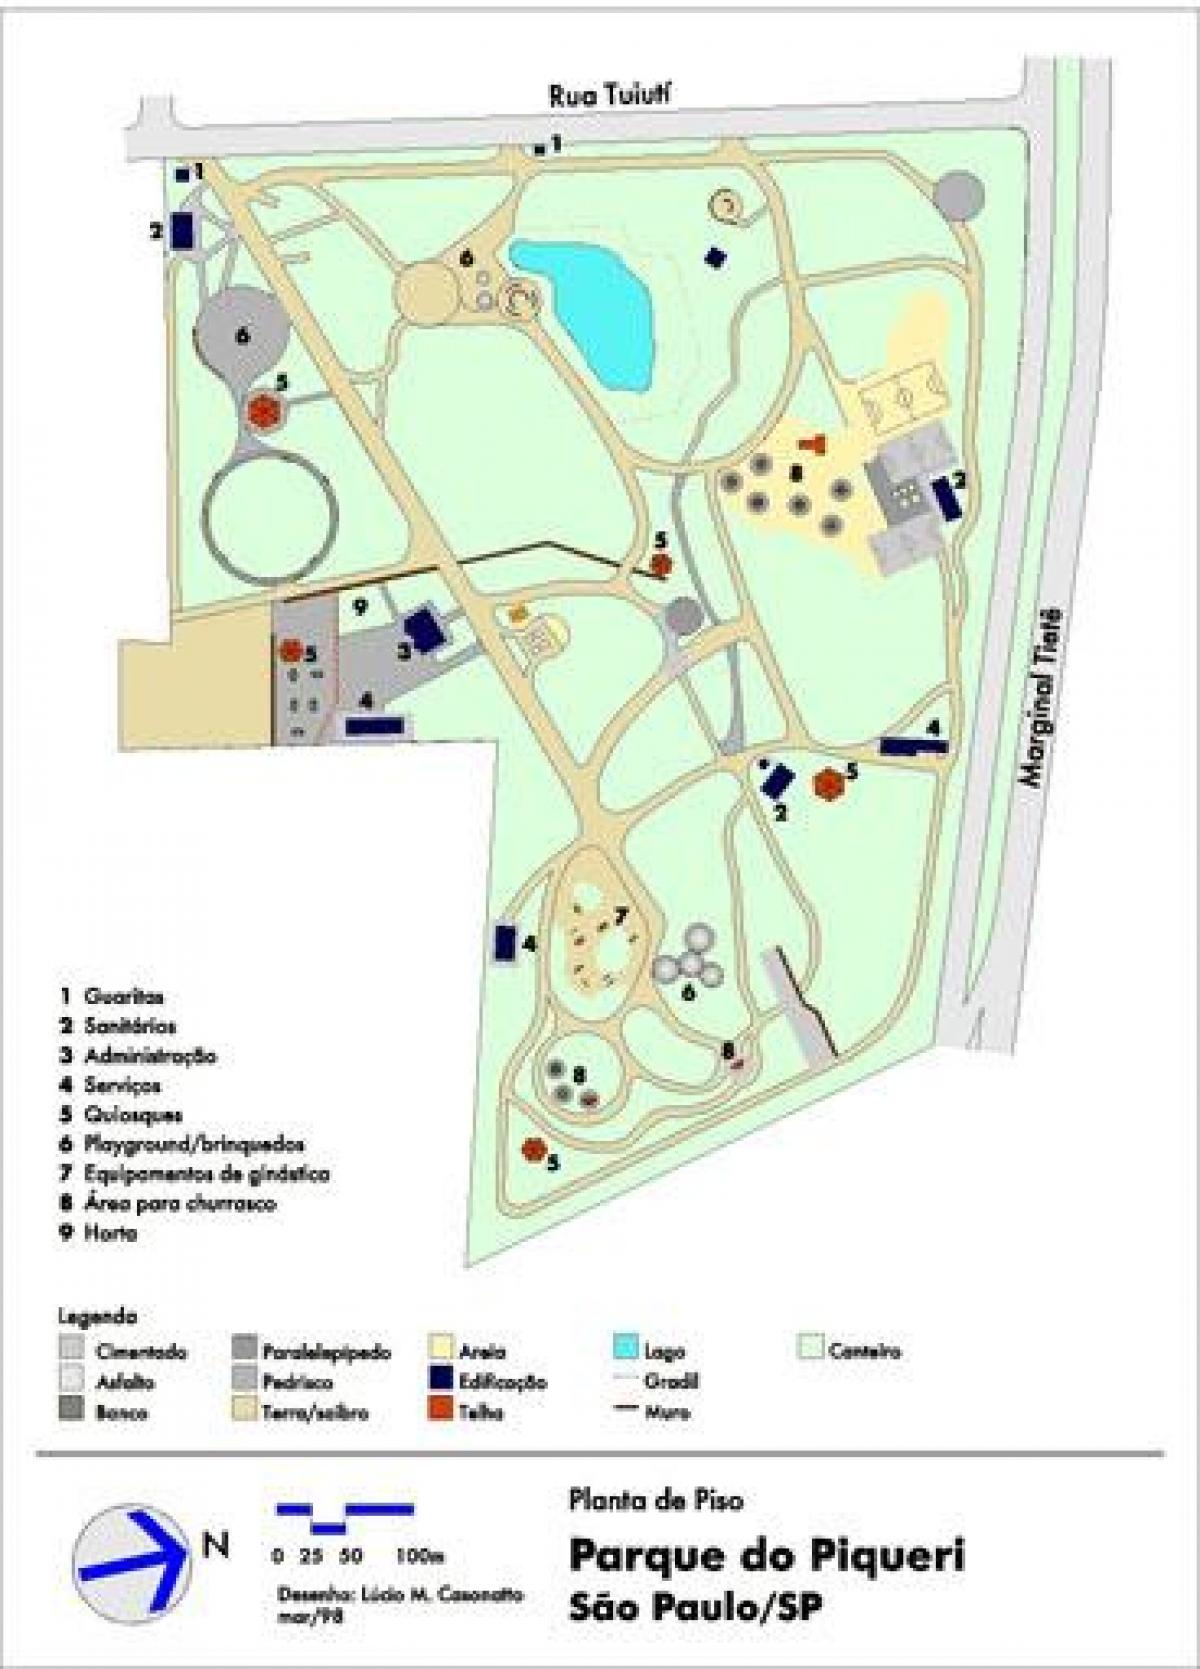 Rua Tuiutí
1
1
2
6
6
5
8
2
5
9
3
5
4
Marginal Tietê
4
5
2
7
4
6
8
8
5
1 Guaritas
2 Sanitários
3 Administração
4 Serviços
5 Quiosques
6 Playground/brinquedos
7 Equipamentos de ginástica
8 Área para churrasco
9 Horta
Legenda
Cimentado Paralelepípedo Areia Lago Canteiro
Asfalto Pedrisco Edificação Gradil
Banco Terra/saibro Telha Muro
N
0 25 50 100m
Desenho: Lúcio M. Casonatto
mar/98
Planta de Piso
Parque do Piqueri
São Paulo/SP